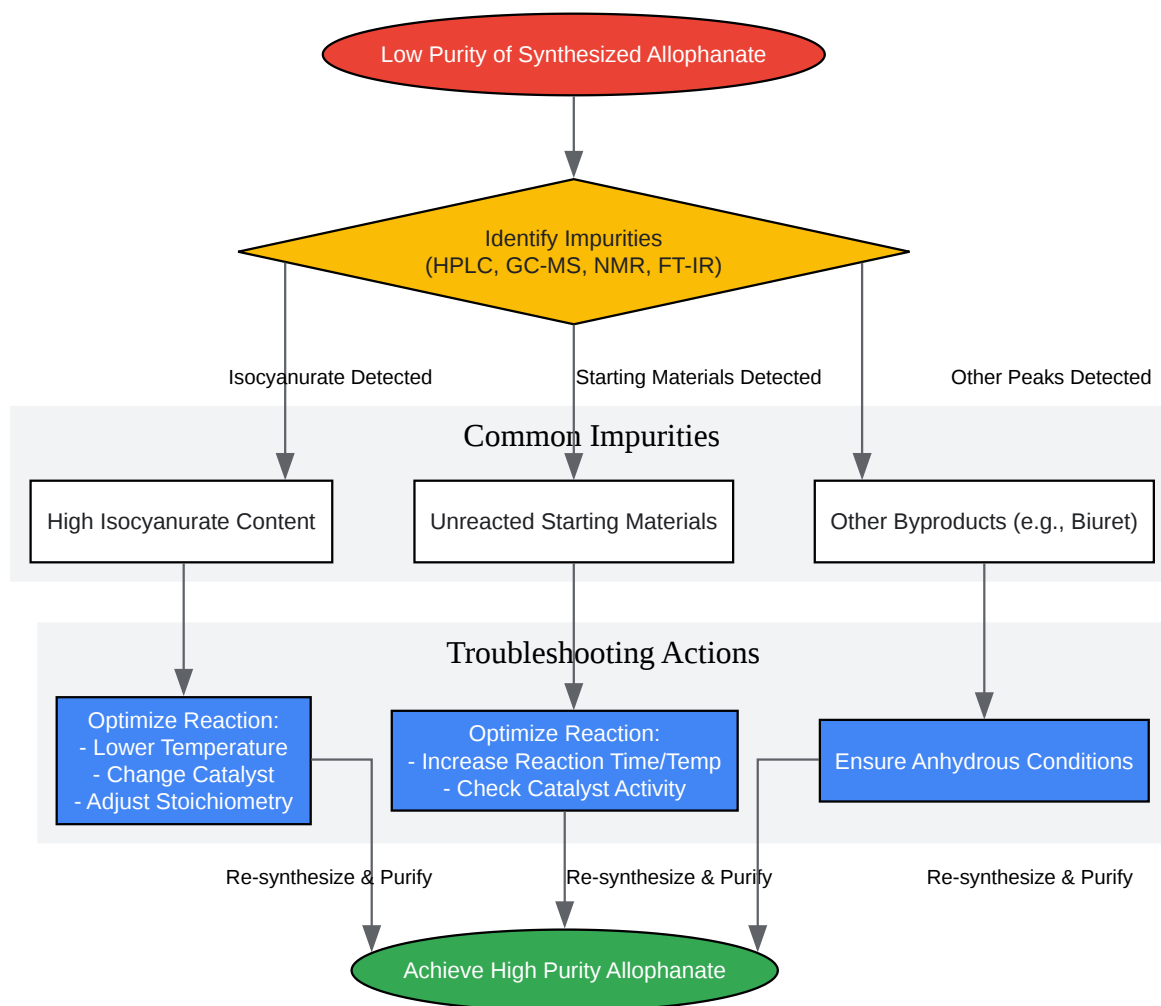 Low Purity of Synthesized Allophanate
Identify Impurities
(HPLC, GC-MS, NMR, FT-IR)
Isocyanurate Detected
Starting Materials Detected
Other Peaks Detected
Common Impurities
High Isocyanurate Content
Unreacted Starting Materials
Other Byproducts (e.g., Biuret)
Troubleshooting Actions
Optimize Reaction:
- Lower Temperature
- Change Catalyst
- Adjust Stoichiometry
Optimize Reaction:
- Increase Reaction Time/Temp
- Check Catalyst Activity
Ensure Anhydrous Conditions
Re-synthesize & Purify
Re-synthesize & Purify
Re-synthesize & Purify
Achieve High Purity Allophanate